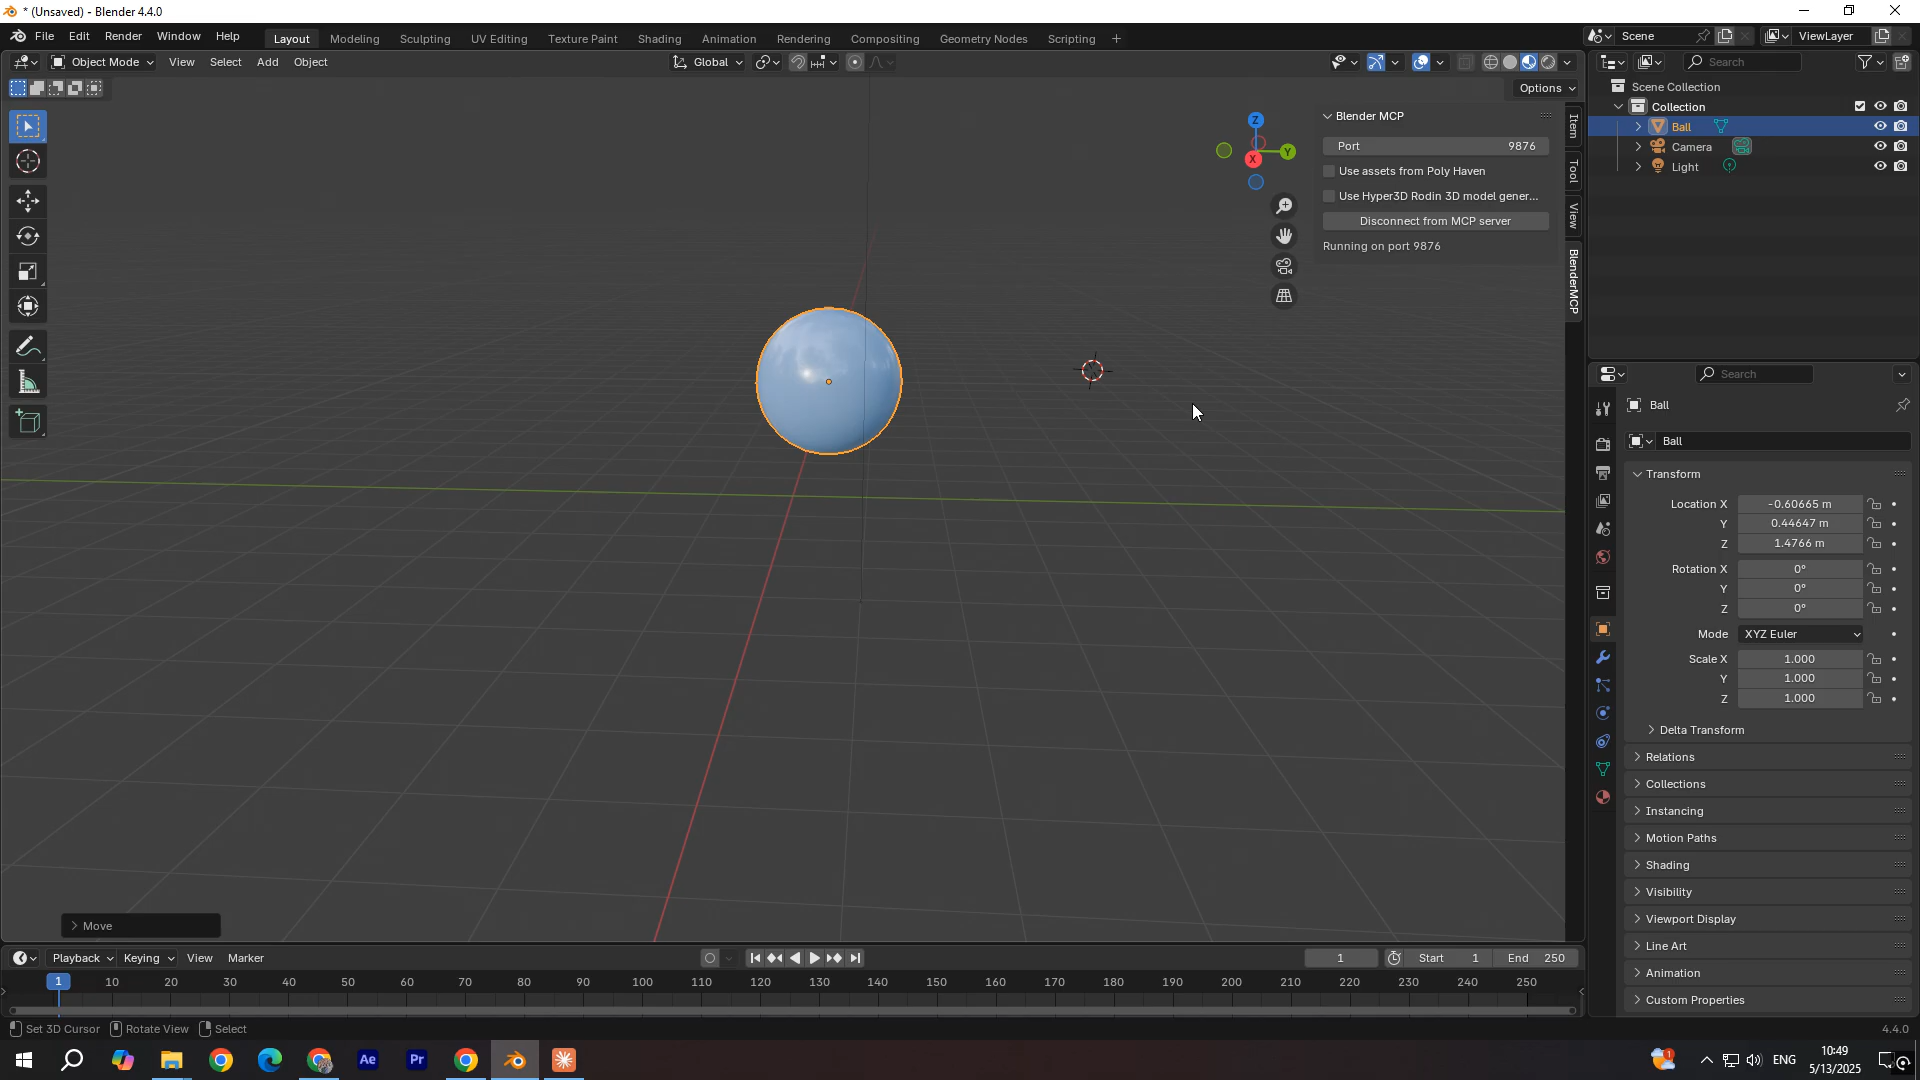 * (Unsaved) - Blender 4.4.0
File Edit Render Window Help Layout Modeling Sculpting UV Editing Texture Paint Shading Animation Rendering Compositing Geometry Nodes Scripting + Scene ViewLayer
Object Mode View Select Add Object Global Search
Options
Scene Collection
Collection
Ball
Camera
Light
Z
Y
X
Blender MCP
Port 9876
Use assets from Poly Haven
Use Hyper3D Rodin 3D model gener...
Disconnect from MCP server
Running on port 9876
Item
Tool
View
BlenderMCP
Search
Ball
Ball
Transform
Location X -0.60665 m
Y 0.44647 m
Z 1.4766 m
Rotation X 0°
Y 0°
Z 0°
Mode XYZ Euler
Scale X 1.000
Y 1.000
Z 1.000
Delta Transform
Relations
Collections
Instancing
Motion Paths
Shading
Visibility
Viewport Display
Line Art
Animation
Custom Properties
Move
Playback Keying View Marker 1 Start 1 End 250
1 10 20 30 40 50 60 70 80 90 100 110 120 130 140 150 160 170 180 190 200 210 220 230 240 250
Set 3D Cursor Rotate View Select 4.4.0
Ae Pr 1 ENG 10:49
5/13/2025